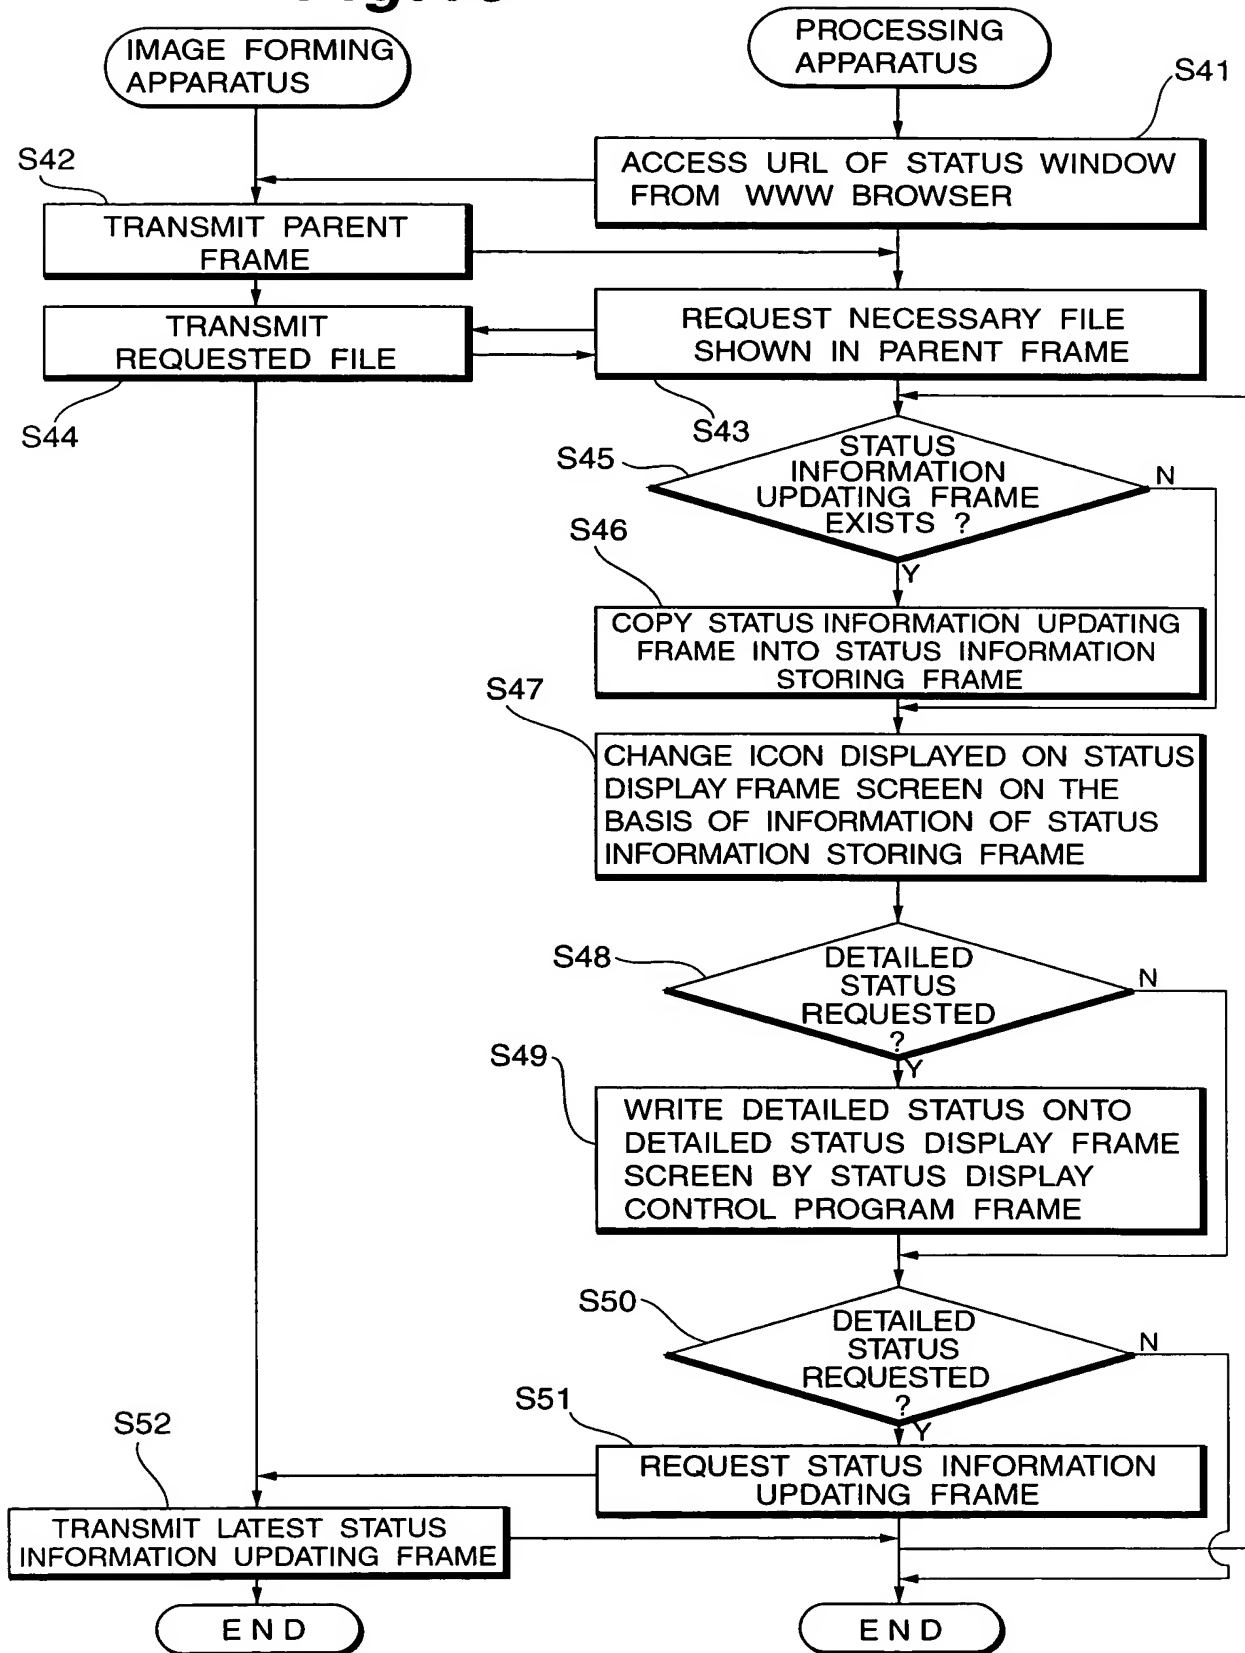 IMAGE FORMING
APPARATUS
PROCESSING
APPARATUS
S41
ACCESS URL OF STATUS WINDOW
FROM WWW BROWSER
S42
TRANSMIT PARENT
FRAME
TRANSMIT
REQUESTED FILE
S44
REQUEST NECESSARY FILE
SHOWN IN PARENT FRAME
S43
S45
STATUS
INFORMATION
UPDATING FRAME
EXISTS ?
N
Y
S46
COPY STATUS INFORMATION UPDATING
FRAME INTO STATUS INFORMATION
STORING FRAME
S47
CHANGE ICON DISPLAYED ON STATUS
DISPLAY FRAME SCREEN ON THE
BASIS OF INFORMATION OF STATUS
INFORMATION STORING FRAME
S48
DETAILED
STATUS
REQUESTED
?
N
Y
S49
WRITE DETAILED STATUS ONTO
DETAILED STATUS DISPLAY FRAME
SCREEN BY STATUS DISPLAY
CONTROL PROGRAM FRAME
S50
DETAILED
STATUS
REQUESTED
?
N
Y
S51
REQUEST STATUS INFORMATION
UPDATING FRAME
S52
TRANSMIT LATEST STATUS
INFORMATION UPDATING FRAME
END
END